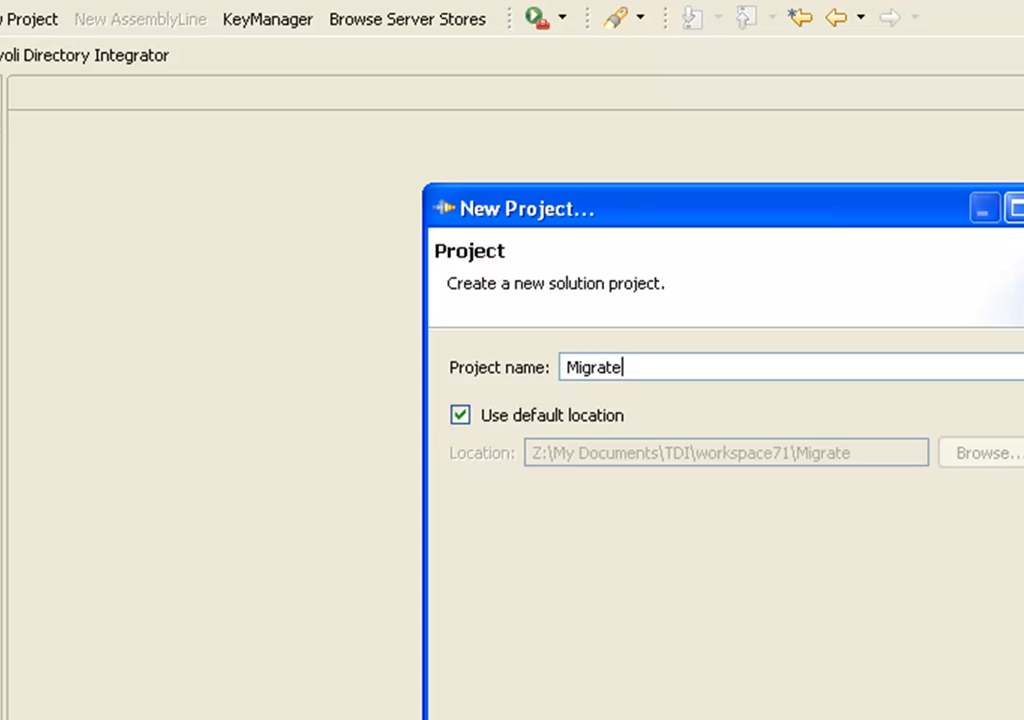 Project New AssemblyLine KeyManager Browse Server Stores
voli Directory Integrator
New Project...
Project
Create a new solution project.
Project name: Migrate
Use default location
Location: Z:\My Documents\TDI\workspace71\Migrate Browse...